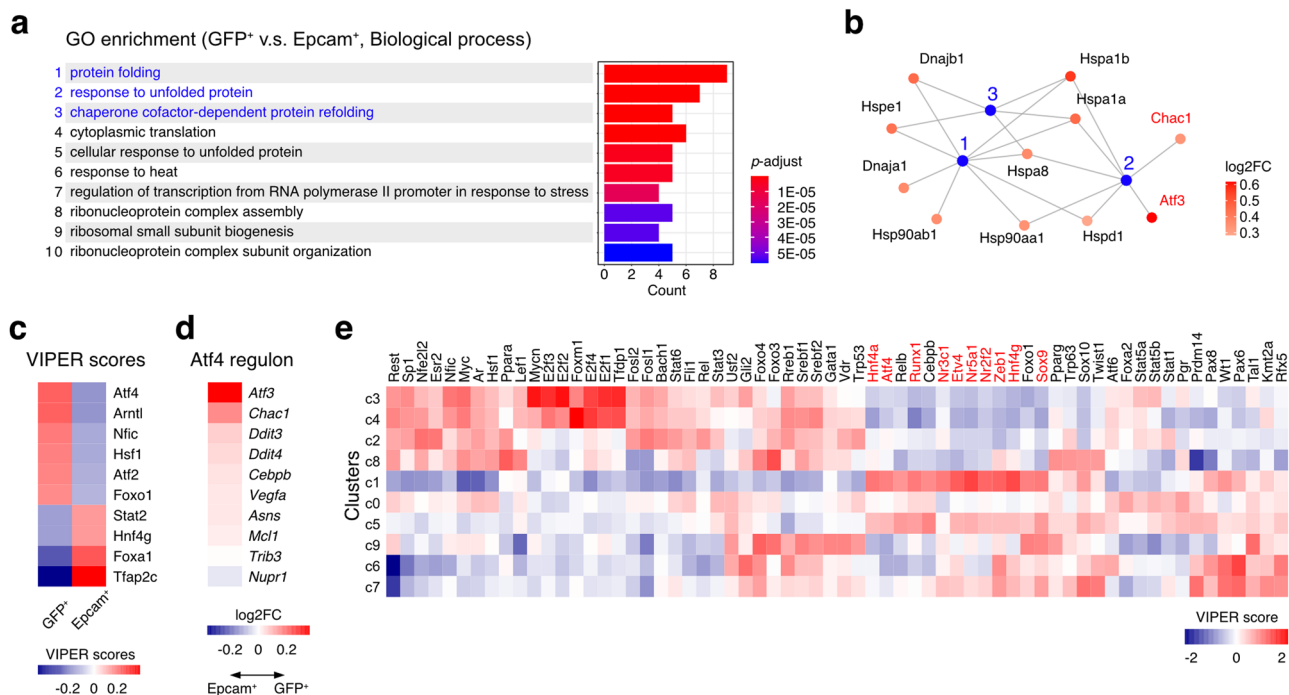 a
GO enrichment (GFP⁺ v.s. Epcam⁺, Biological process)
1 protein folding
2 response to unfolded protein
3 chaperone cofactor-dependent protein refolding
4 cytoplasmic translation
5 cellular response to unfolded protein
6 response to heat
7 regulation of transcription from RNA polymerase II promoter in response to stress
8 ribonucleoprotein complex assembly
9 ribosomal small subunit biogenesis
10 ribonucleoprotein complex subunit organization
0 2 4 6 8
Count
p-adjust
1E-05
2E-05
3E-05
4E-05
5E-05
b
Dnajb1
Hspa1b
3
Hspe1
Hspa1a
Chac1
1
2
Dnaja1
Hspa8
Atf3
Hsp90ab1
Hsp90aa1
Hspd1
log2FC
0.6
0.5
0.4
0.3
c
VIPER scores
Atf4
Arntl
Nfic
Hsf1
Atf2
Foxo1
Stat2
Hnf4g
Foxa1
Tfap2c
GFP⁺
Epcam⁺
VIPER scores
-0.2 0 0.2
d
Atf4 regulon
Atf3
Chac1
Ddit3
Ddit4
Cebpb
Vegfa
Asns
Mcl1
Trib3
Nupr1
log2FC
-0.2 0 0.2
Epcam⁺ GFP⁺
e
Rest
Sp1
Nfe2l2
Esr2
Nfic
Myc
Ar
Hsf1
Ppara
Lef1
Mycn
E2f3
E2f2
Foxm1
E2f4
E2f1
Tfdp1
Fosl2
Fosl1
Bach1
Stat6
Fli1
Rel
Stat3
Usf2
Gli2
Foxo4
Foxo3
Rreb1
Srebf1
Srebf2
Gata1
Vdr
Trp53
Hnf4a
Atf4
Relb
Runx1
Cebpb
Nr3c1
Etv4
Nr5a1
Nr2f2
Zeb1
Hnf4g
Foxo1
Sox9
Pparg
Trp63
Sox10
Twist1
Atf6
Foxa2
Stat5a
Stat5b
Stat1
Pgr
Prdm14
Pax8
Wt1
Pax6
Tal1
Kmt2a
Rfx5
Clusters
c3
c4
c2
c8
c1
c0
c5
c9
c6
c7
VIPER score
-2 0 2